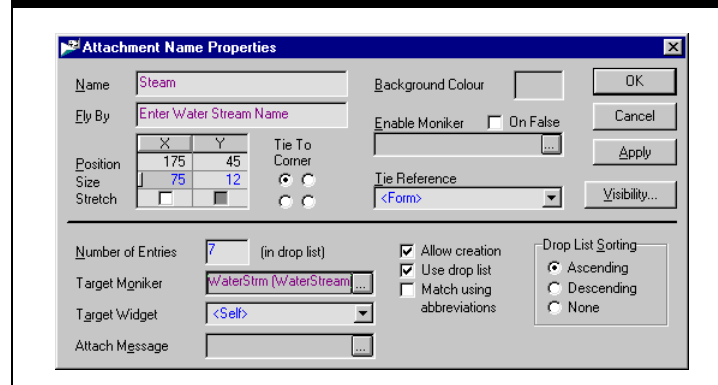 Attachment Name Properties
Name Steam Background Colour OK
Fly By Enter Water Stream Name Enable Moniker On False Cancel
X Y Tie To Corner ... Apply
Position 175 45
Size 75 12 Tie Reference
Stretch <Form> Visibility...
Number of Entries 7 (in drop list) Allow creation Drop List Sorting
Target Moniker WaterStrm (WaterStream ... Use drop list Ascending
Match using abbreviations Descending
Target Widget <Self> None
Attach Message ...